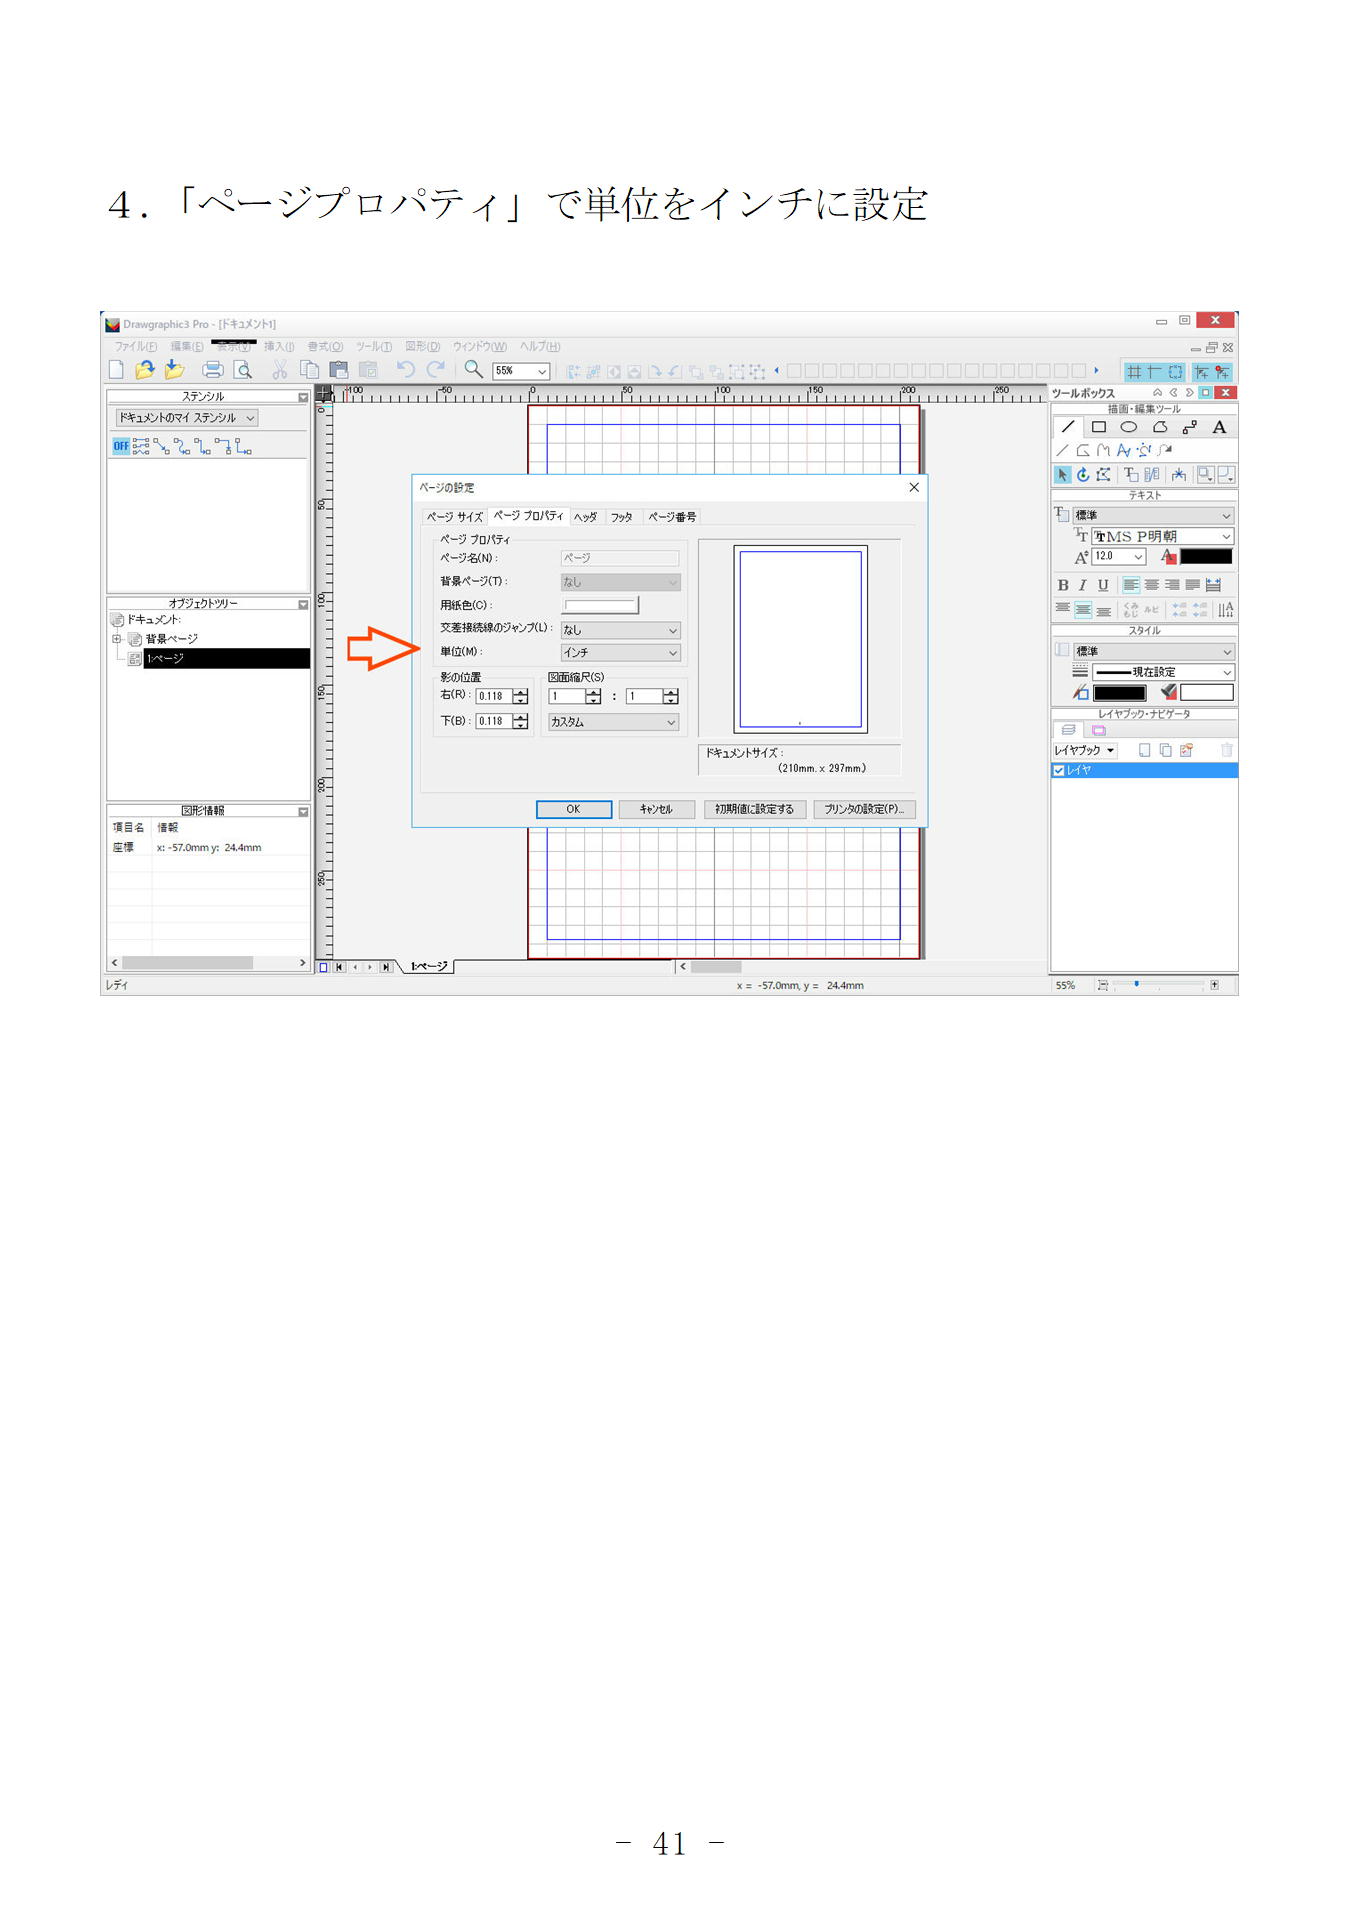 ４．「ページプロパティ」で単位をインチに設定
Drawgraphic3 Pro - [ドキュメント1]
ファイル(F) 編集(E) 表示(V) 挿入(I) 書式(O) ツール(T) 図形(D) ウィンドウ(W) ヘルプ(H)
55%
ステンシル
ドキュメントのマイ ステンシル
OFF
オブジェクトツリー
ドキュメント:
背景ページ
1:ページ
図形情報
項目名 情報
座標 x: -57.0mm y: 24.4mm
-100 -50 0 50 100 150 200 250
0
50
100
150
200
250
ページの設定
ページ サイズ ページ プロパティ ヘッダ フッタ ページ番号
ページ プロパティ
ページ名(N): ページ
背景ページ(T): なし
用紙色(C):
交差接続線のジャンプ(L): なし
単位(M): インチ
影の位置
右(R): 0.118
下(B): 0.118
図面縮尺(S)
1 : 1
カスタム
ドキュメントサイズ:
(210mm. x 297mm.)
OK キャンセル 初期値に設定する プリンタの設定(P)...
1:ページ
ツールボックス
描画・編集ツール
A
テキスト
標準
MS P明朝
12.0
B I U
スタイル
標準
現在設定
レイヤブック・ナビゲータ
レイヤブック
レイヤ
レディ
x = -57.0mm, y = 24.4mm
55%
- 41 -